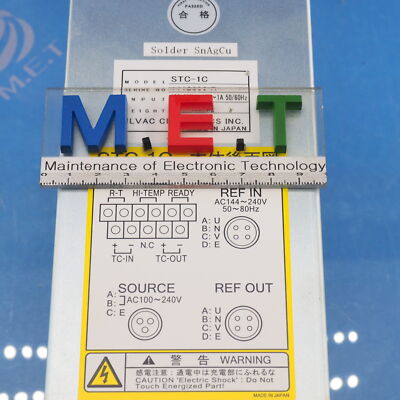 PASSED
合格
Solder SnAgCu
MODEL STC-1C
SERIAL NO.
INPUT
1A 50/60Hz
ULVAC CRYOGENICS INC.
JAPAN
M.E.T
Maintenance of Electronic Technology
0 1 2 3 4 5 6 7 8 9
R-T HI-TEMP READY
REF IN
AC144～240V
50～80Hz
A: U
B: N
C: V
D: E
+ − N.C − +
TC-IN TC-OUT
SOURCE
A:
B:
C: E
AC100～240V
REF OUT
A: U
B: N
C: V
D: E
警告 WARNING
感電注意：通電中は充電部にふれるな
CAUTION "Electric Shock": Do Not
Touch Energized Part!
MADE IN JAPAN
M.E.T